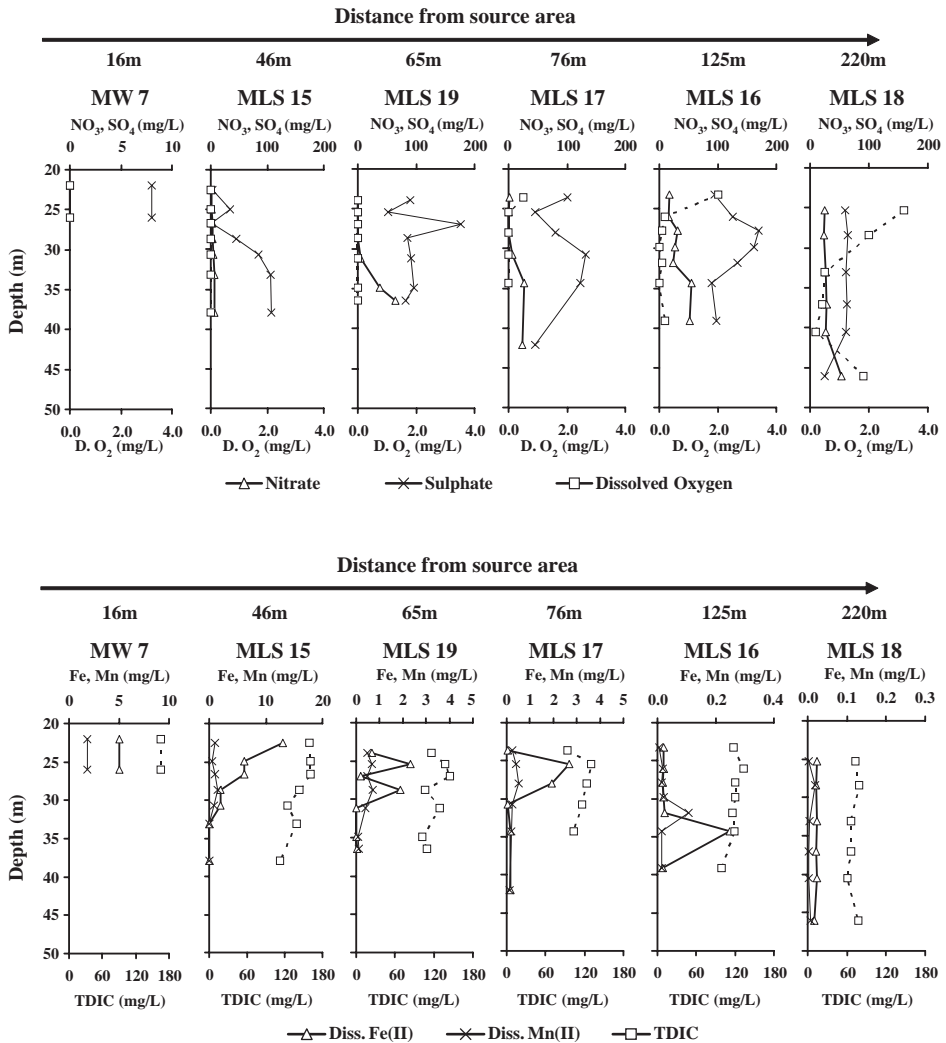 Distance from source area
16m 46m 65m 76m 125m 220m
MW 7 MLS 15 MLS 19 MLS 17 MLS 16 MLS 18
NO3, SO4 (mg/L) NO3, SO4 (mg/L) NO3, SO4 (mg/L) NO3, SO4 (mg/L) NO3, SO4 (mg/L) NO3, SO4 (mg/L)
0 5 10 0 100 200 0 100 200 0 100 200 0 100 200 0 100 200
20
25
30
35
40
45
50
Depth (m)
0.0 2.0 4.0 0.0 2.0 4.0 0.0 2.0 4.0 0.0 2.0 4.0 0.0 2.0 4.0 0.0 2.0 4.0
D. O2 (mg/L) D. O2 (mg/L) D. O2 (mg/L) D. O2 (mg/L) D. O2 (mg/L) D. O2 (mg/L)
Nitrate Sulphate Dissolved Oxygen
Distance from source area
16m 46m 65m 76m 125m 220m
MW 7 MLS 15 MLS 19 MLS 17 MLS 16 MLS 18
Fe, Mn (mg/L) Fe, Mn (mg/L) Fe, Mn (mg/L) Fe, Mn (mg/L) Fe, Mn (mg/L) Fe, Mn (mg/L)
0 5 10 0 5 10 15 20 0 1 2 3 4 5 0 1 2 3 4 5 0.0 0.2 0.4 0.0 0.1 0.2 0.3
20
25
30
35
40
45
50
Depth (m)
0 60 120 180 0 60 120 180 0 60 120 180 0 60 120 180 0 60 120 180 0 60 120 180
TDIC (mg/L) TDIC (mg/L) TDIC (mg/L) TDIC (mg/L) TDIC (mg/L) TDIC (mg/L)
Diss. Fe(II) Diss. Mn(II) TDIC